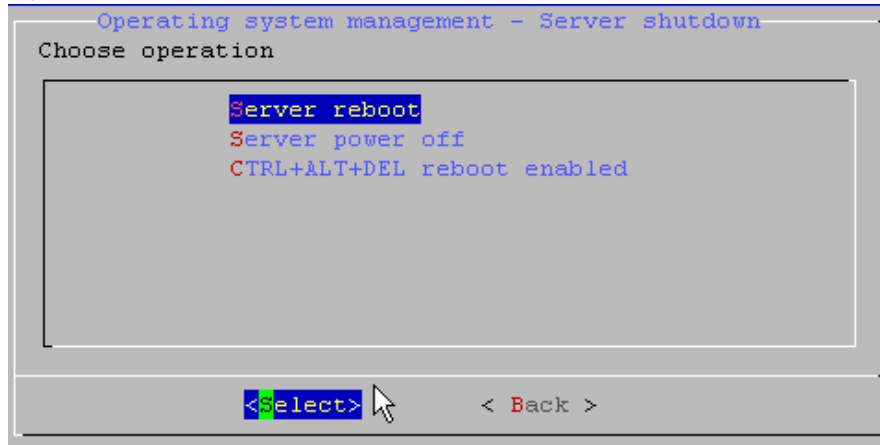 Operating system management - Server shutdown
Choose operation
Server reboot
Server power off
CTRL+ALT+DEL reboot enabled
<Select> < Back >